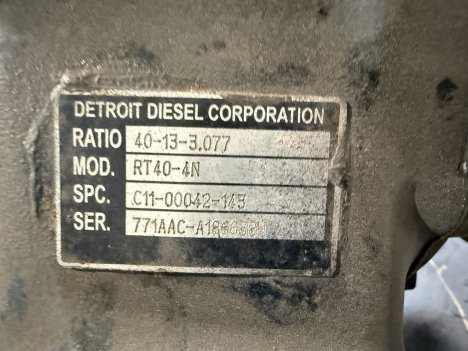 DETROIT DIESEL CORPORATION
RATIO 40-13-3.077
MOD. RT40-4N
SPC. C11-00042-143
SER.